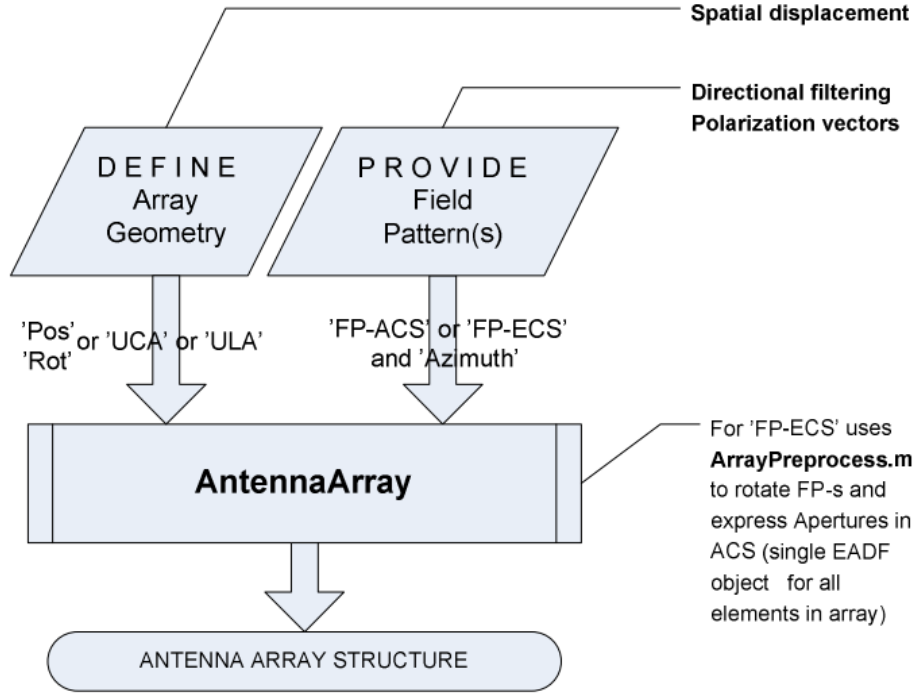 Spatial displacement
Directional filtering
Polarization vectors
D E F I N E
Array
Geometry
P R O V I D E
Field
Pattern(s)
'Pos' or 'UCA' or 'ULA'
'Rot'
'FP-ACS' or 'FP-ECS'
and 'Azimuth'
AntennaArray
For 'FP-ECS' uses
ArrayPreprocess.m
to rotate FP-s and
express Apertures in
ACS (single EADF
object for all
elements in array)
ANTENNA ARRAY STRUCTURE